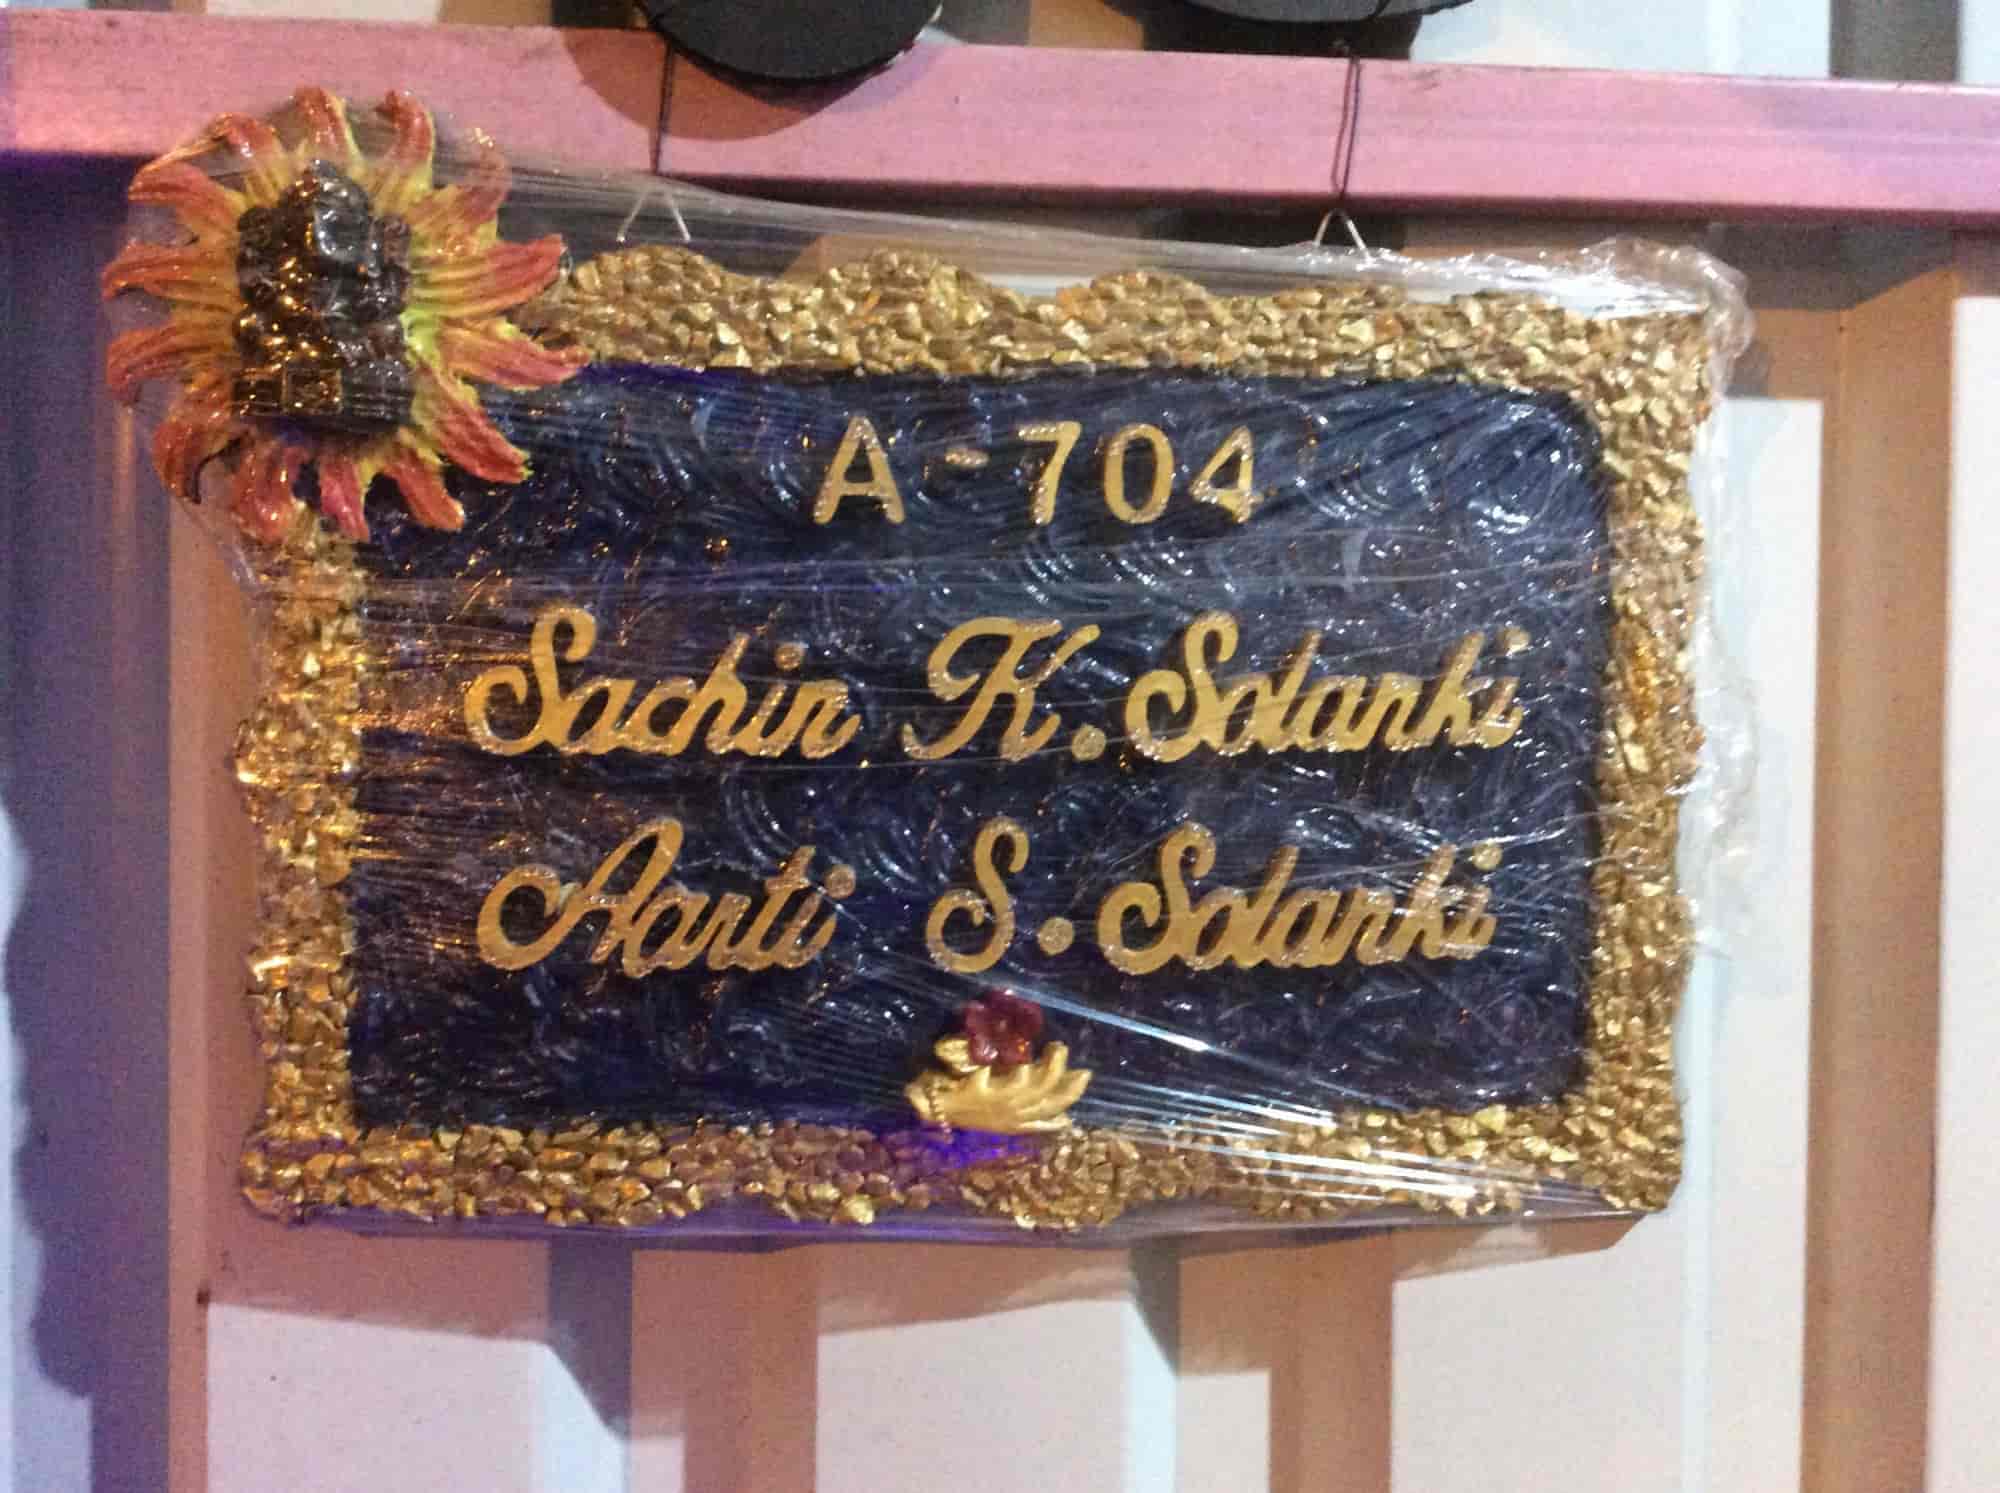 A-704
Sachin K. Solanki
Aarti S. Solanki